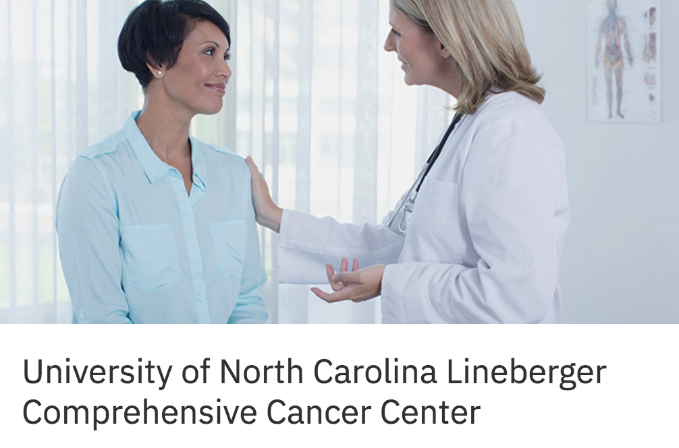 University of North Carolina Lineberger
Comprehensive Cancer Center